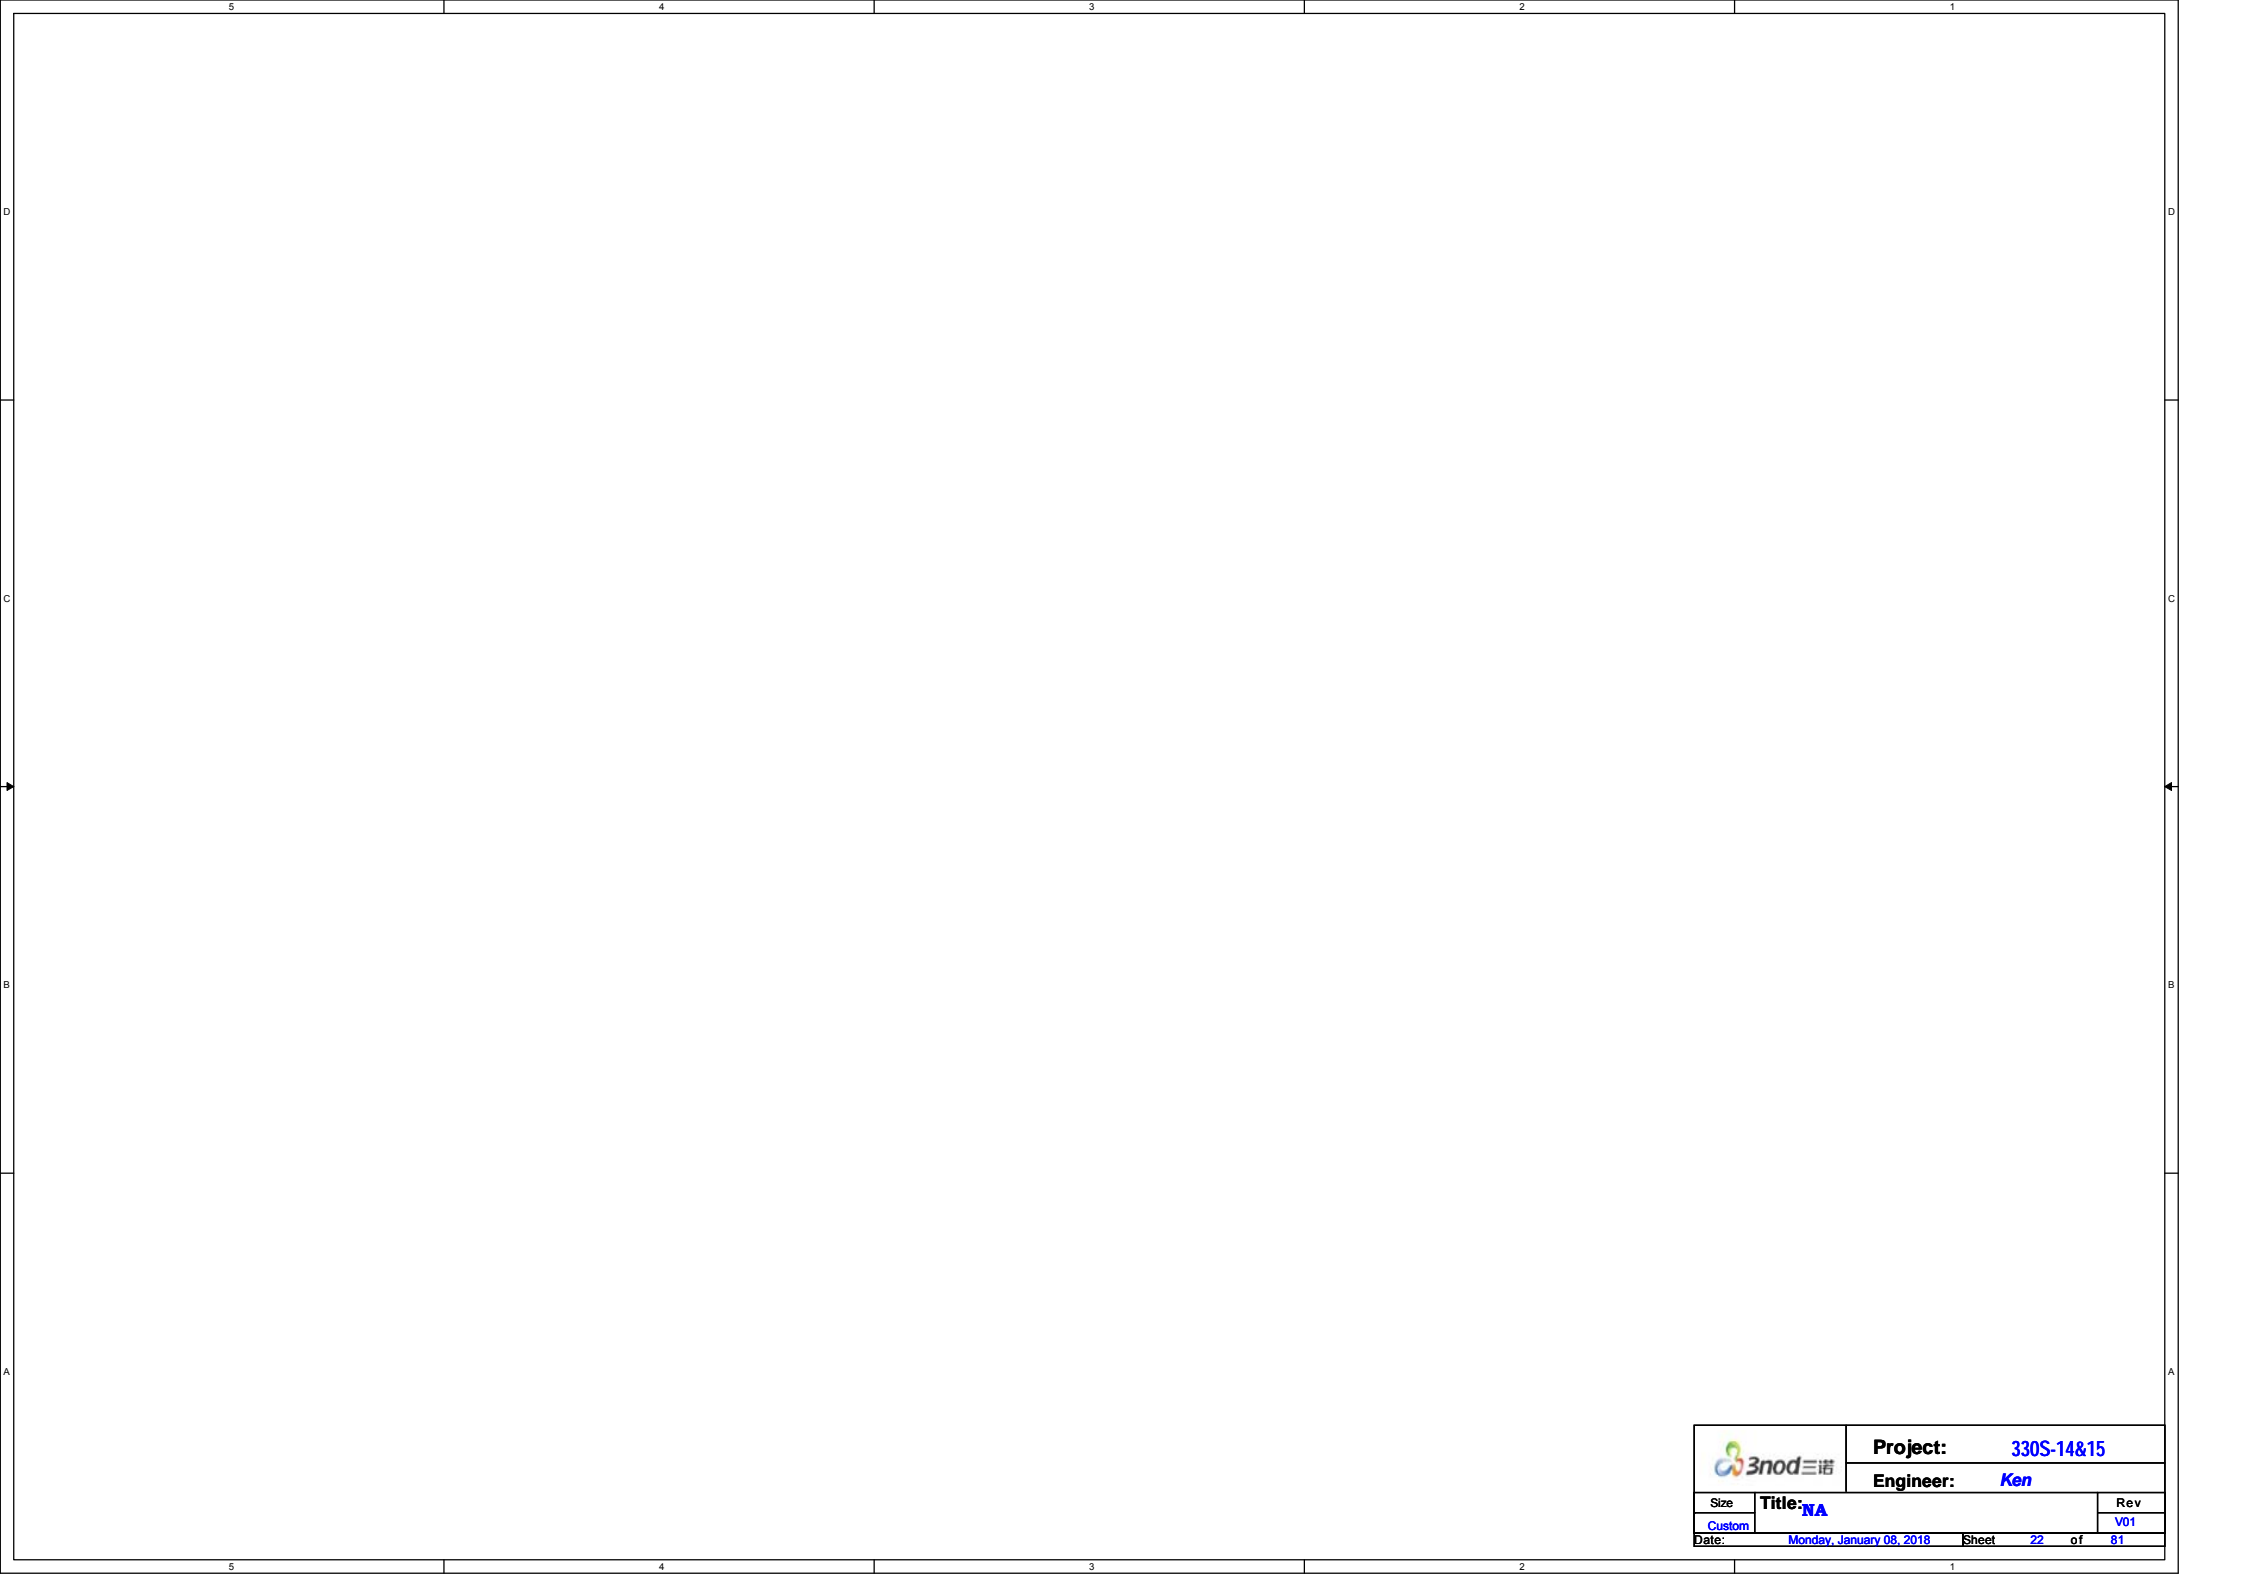 5 4 3 2 1
D D
C C
B B
A A
3nod三诺
Project: 330S-14&15
Engineer: Ken
Size Title:NA Rev
Custom V01
Date: Monday, January 08, 2018 Sheet 22 of 81
5 4 3 2 1